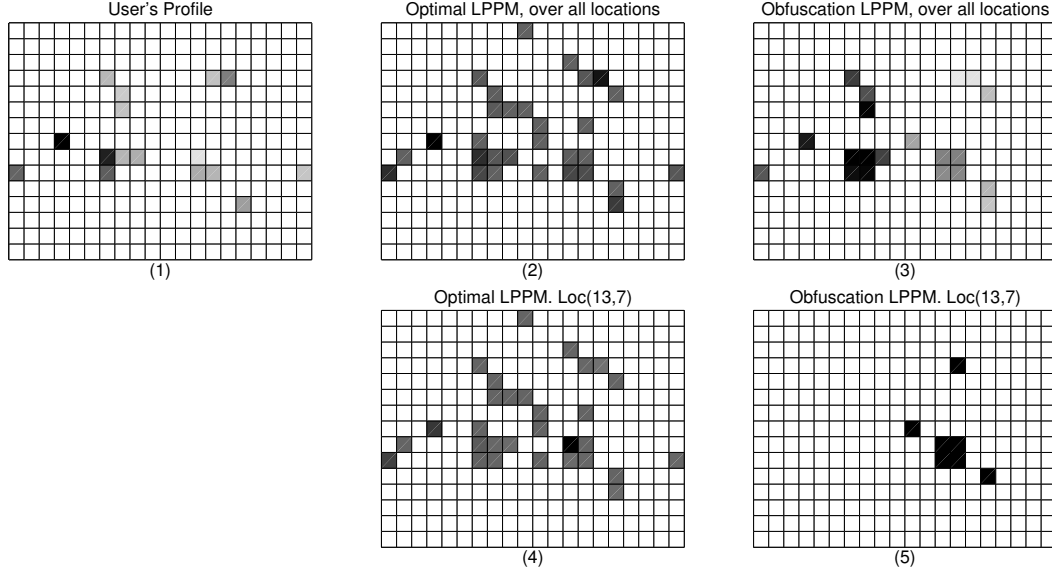 User's Profile
Optimal LPPM, over all locations
Obfuscation LPPM, over all locations
(1)
(2)
(3)
Optimal LPPM. Loc(13,7)
Obfuscation LPPM. Loc(13,7)
(4)
(5)